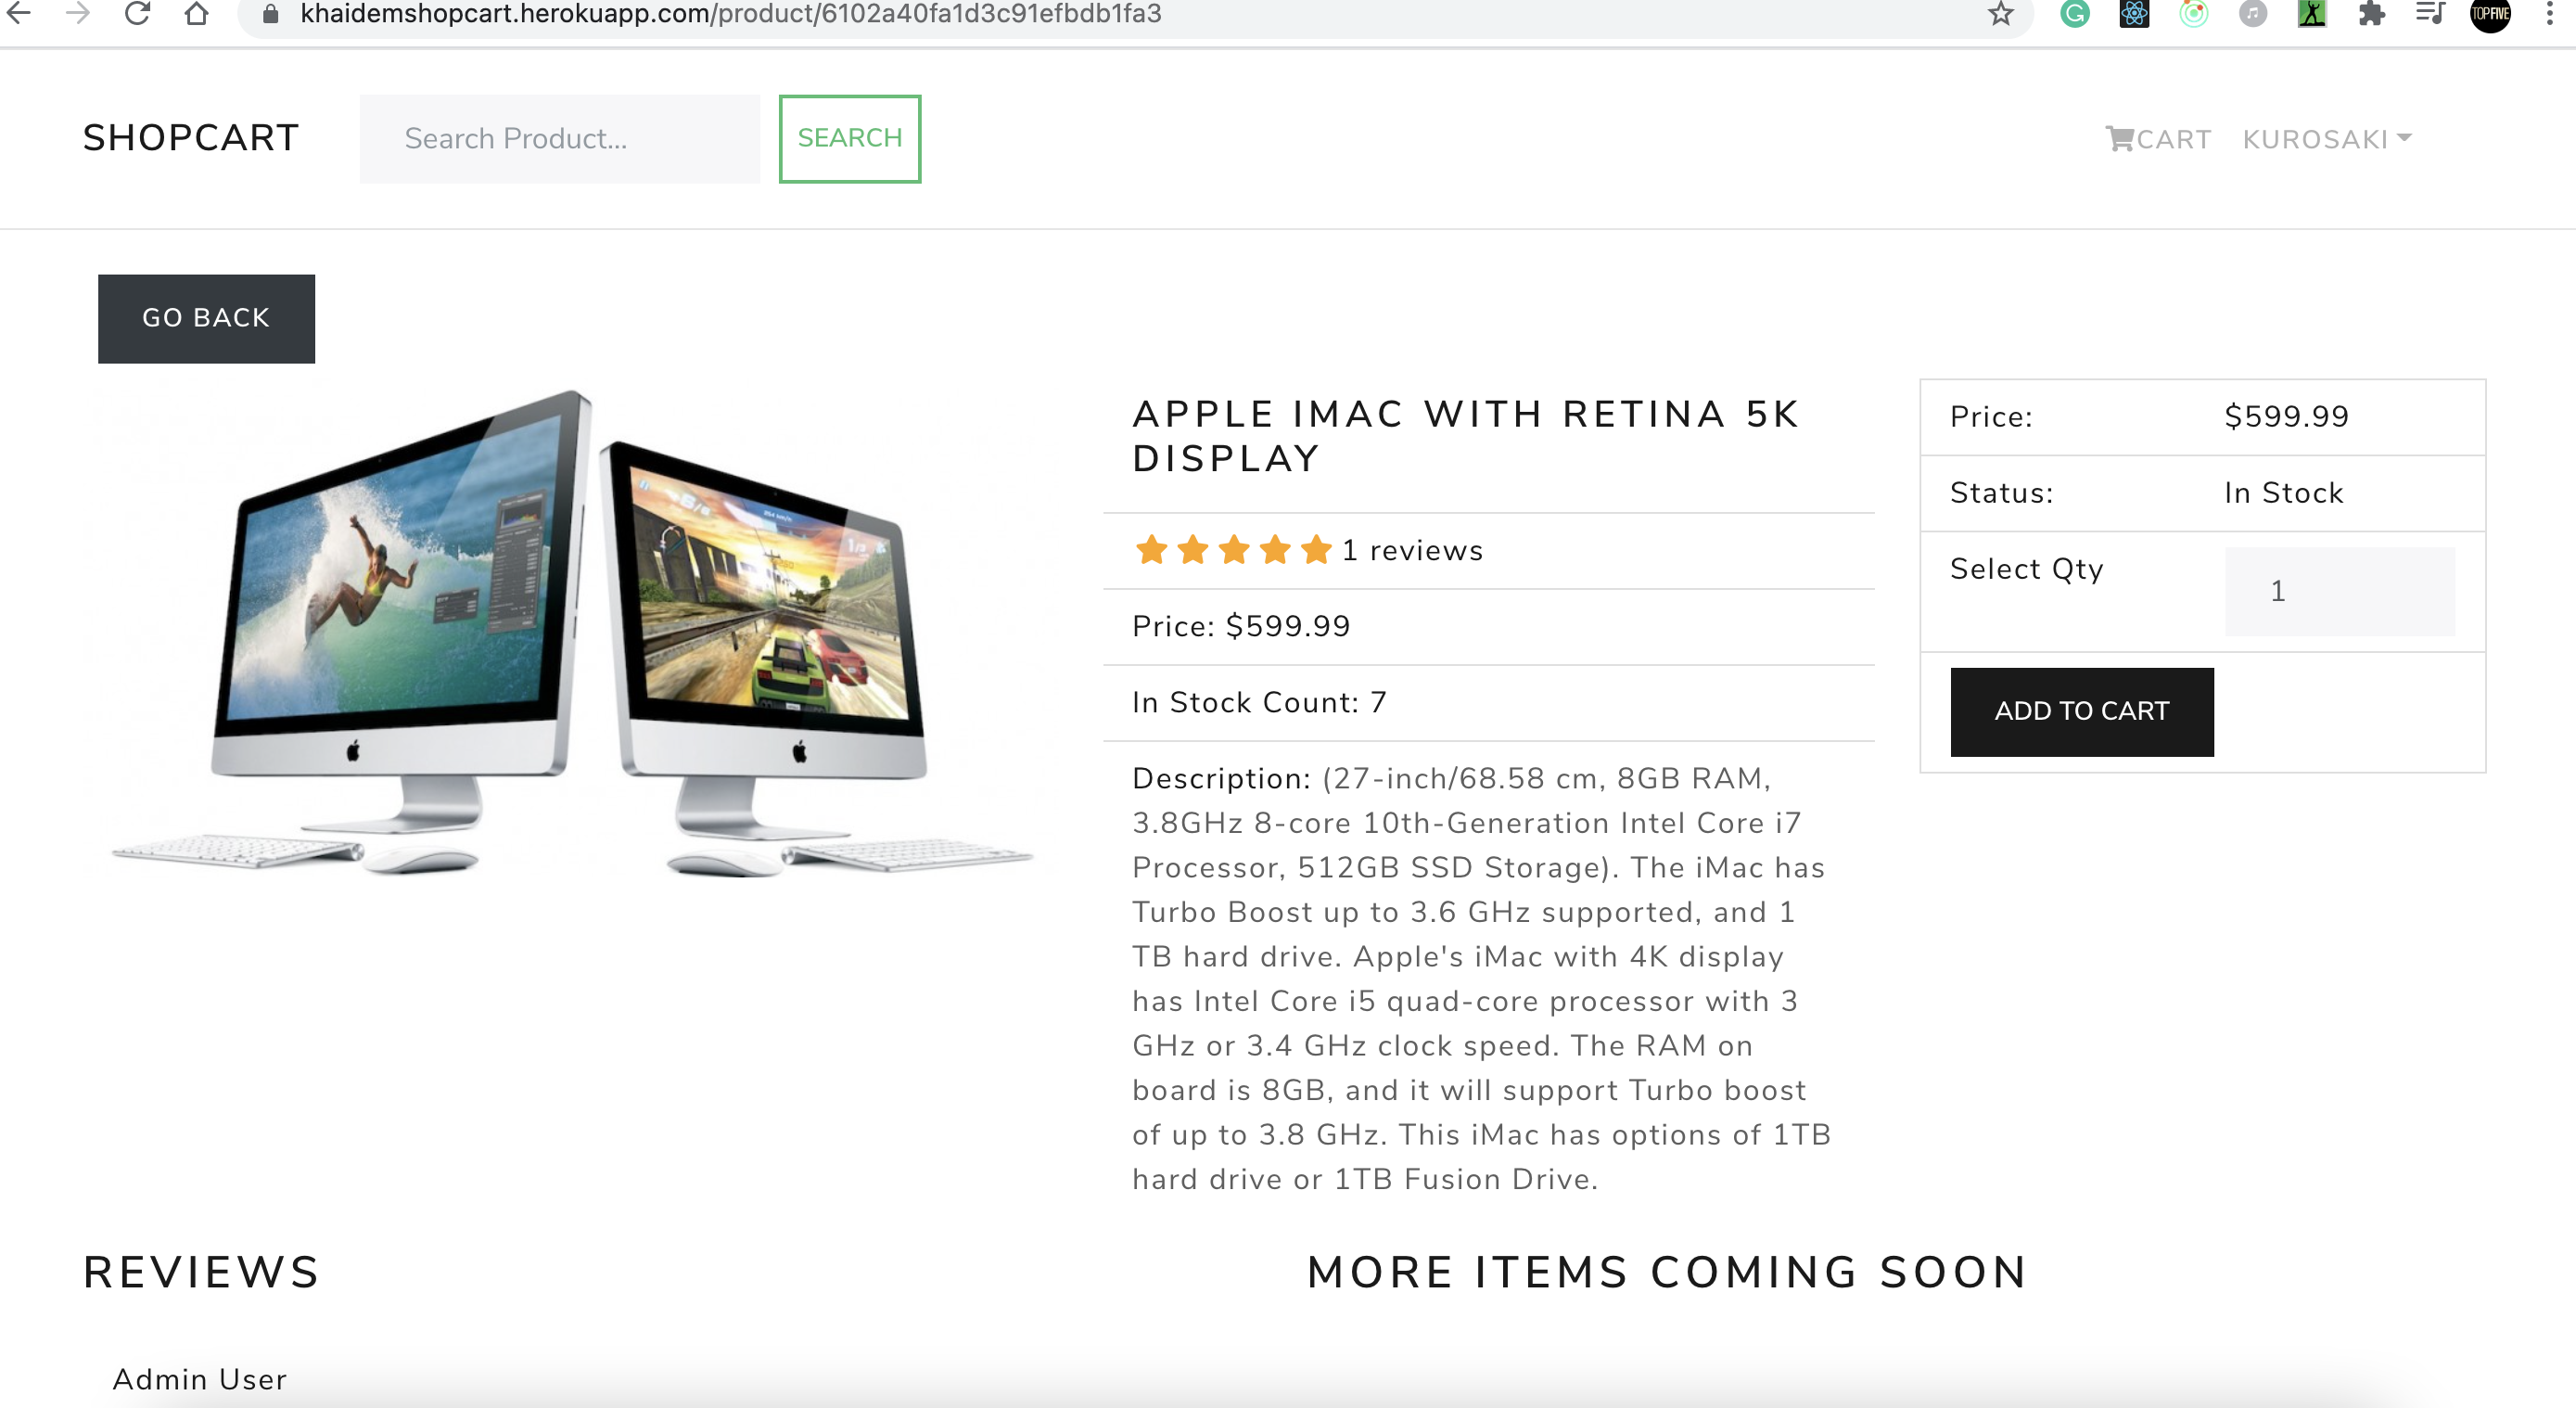 khaidemshopcart.herokuapp.com/product/6102a40fa1d3c91efbdb1fa3
TOPFIVE
SHOPCART
Search Product...
SEARCH
CART
KUROSAKI
GO BACK
APPLE IMAC WITH RETINA 5K
DISPLAY
1 reviews
Price: $599.99
In Stock Count: 7
Description: (27-inch/68.58 cm, 8GB RAM,
3.8GHz 8-core 10th-Generation Intel Core i7
Processor, 512GB SSD Storage). The iMac has
Turbo Boost up to 3.6 GHz supported, and 1
TB hard drive. Apple's iMac with 4K display
has Intel Core i5 quad-core processor with 3
GHz or 3.4 GHz clock speed. The RAM on
board is 8GB, and it will support Turbo boost
of up to 3.8 GHz. This iMac has options of 1TB
hard drive or 1TB Fusion Drive.
Price: $599.99
Status: In Stock
Select Qty 1
ADD TO CART
REVIEWS
MORE ITEMS COMING SOON
Admin User